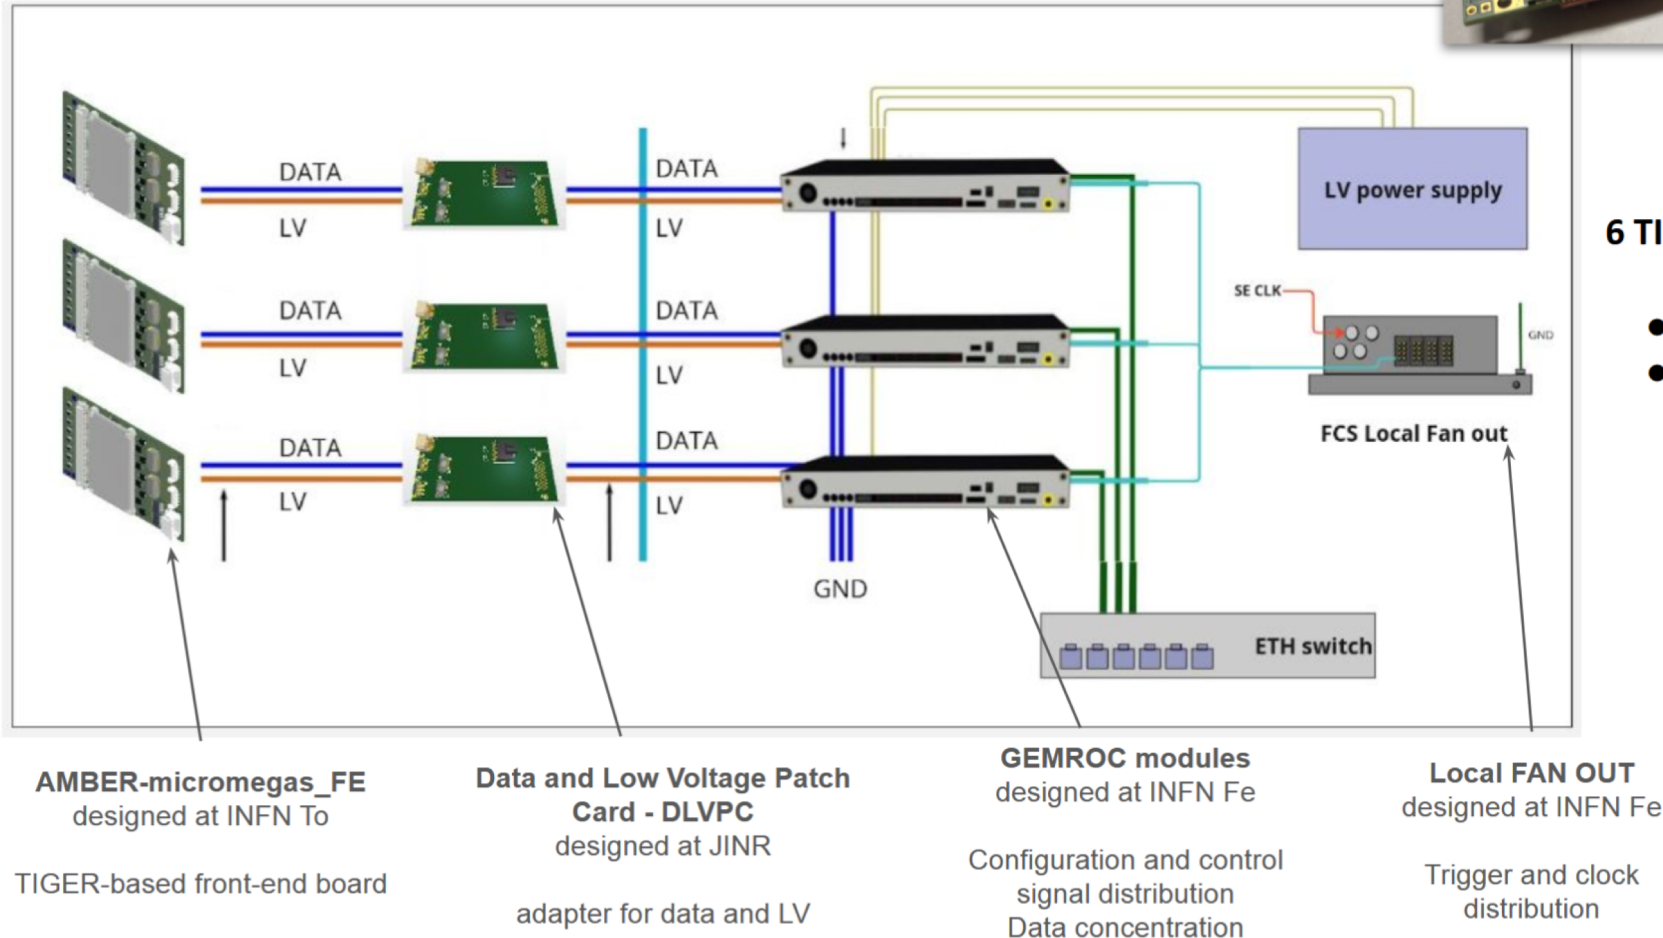 DATA
LV
DATA
LV
LV power supply
6 TI
SE CLK
GND
DATA
LV
DATA
LV
FCS Local Fan out
DATA
LV
DATA
LV
GND
ETH switch
AMBER-micromegas_FE
designed at INFN To
TIGER-based front-end board
Data and Low Voltage Patch
Card - DLVPC
designed at JINR
adapter for data and LV
GEMROC modules
designed at INFN Fe
Configuration and control
signal distribution
Data concentration
Local FAN OUT
designed at INFN Fe
Trigger and clock
distribution